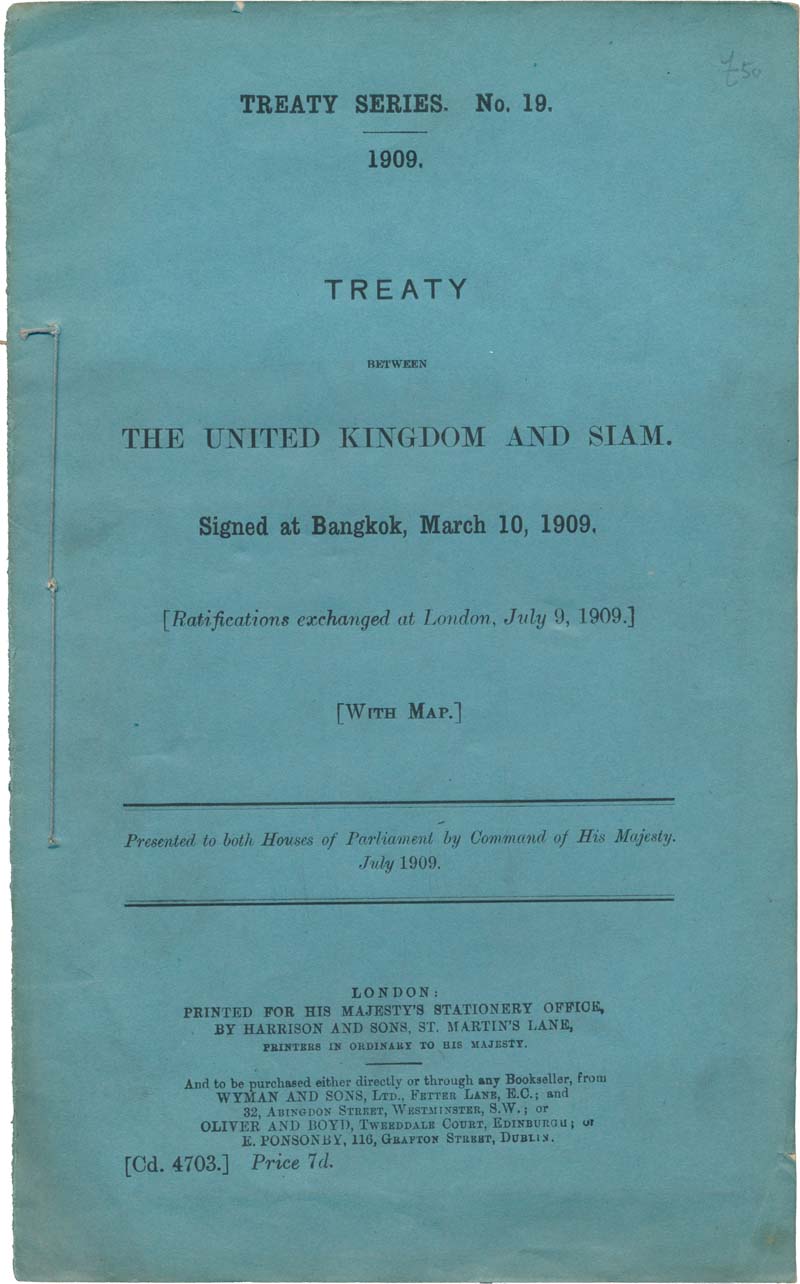 £50
TREATY SERIES. No. 19.
1909.
TREATY
BETWEEN
THE UNITED KINGDOM AND SIAM.
Signed at Bangkok, March 10, 1909.
[Ratifications exchanged at London, July 9, 1909.]
[WITH MAP.]
Presented to both Houses of Parliament by Command of His Majesty.
July 1909.
LONDON:
PRINTED FOR HIS MAJESTY'S STATIONERY OFFICE,
BY HARRISON AND SONS, ST. MARTIN'S LANE,
PRINTERS IN ORDINARY TO HIS MAJESTY.
And to be purchased either directly or through any Bookseller, from
WYMAN AND SONS, LTD., FETTER LANE, E.C.; and
32, ABINGDON STREET, WESTMINSTER, S.W.; or
OLIVER AND BOYD, TWEEDDALE COURT, EDINBURGH; or
E. PONSONBY, 116, GRAFTON STREET, DUBLIN.
[Cd. 4703.] Price 7d.